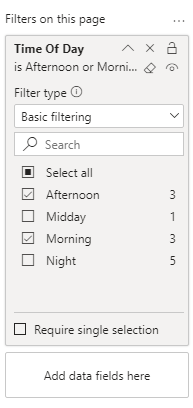 Filters on this page ...
Time Of Day
is Afternoon or Morni...
Filter type
Basic filtering
Search
Select all
Afternoon 3
Midday 1
Morning 3
Night 5
Require single selection
Add data fields here